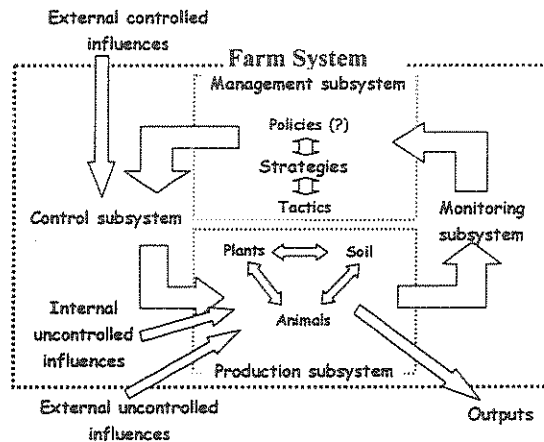 External controlled
influences
Farm System
Management subsystem
Policies (?)
Strategies
Tactics
Control subsystem
Monitoring
subsystem
Plants
Soil
Animals
Internal
uncontrolled
influences
Production subsystem
External uncontrolled
influences
Outputs